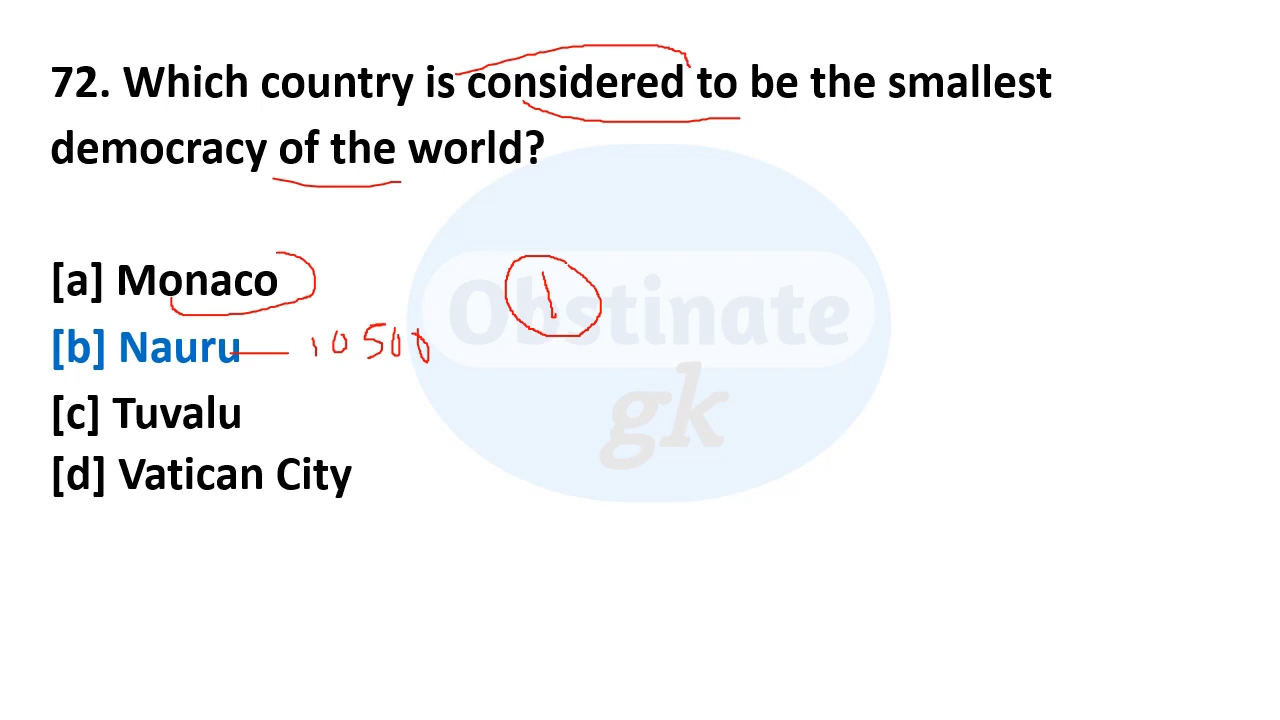 72. Which country is considered to be the smallest
democracy of the world?
[a] Monaco
1
[b] Nauru — 10500
[c] Tuvalu
[d] Vatican City
Obstinate
gk